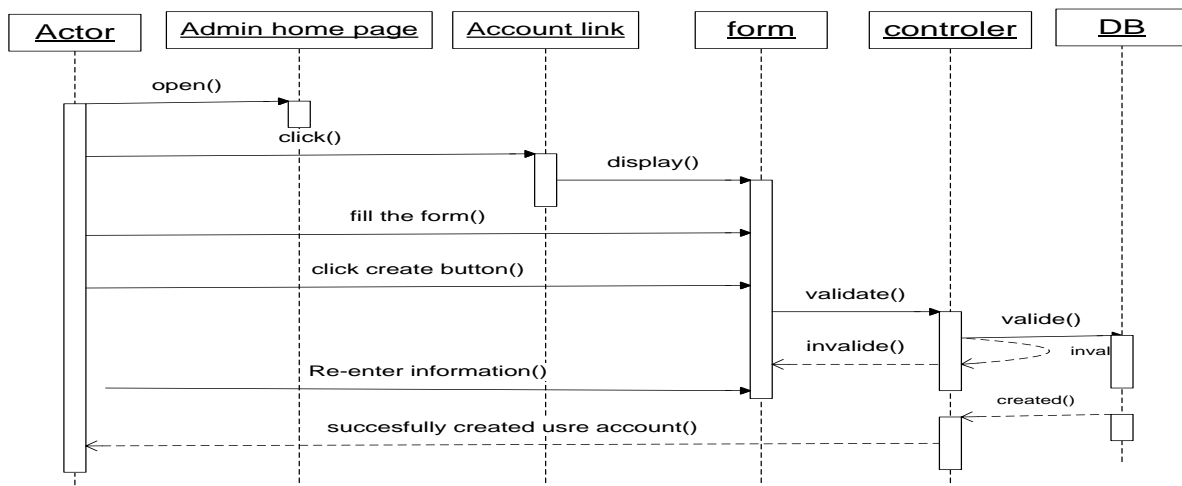 Actor
Admin home page
Account link
form
controler
DB
open()
click()
display()
fill the form()
click create button()
validate()
valide()
invalide()
inval
Re-enter information()
created()
succesfully created usre account()